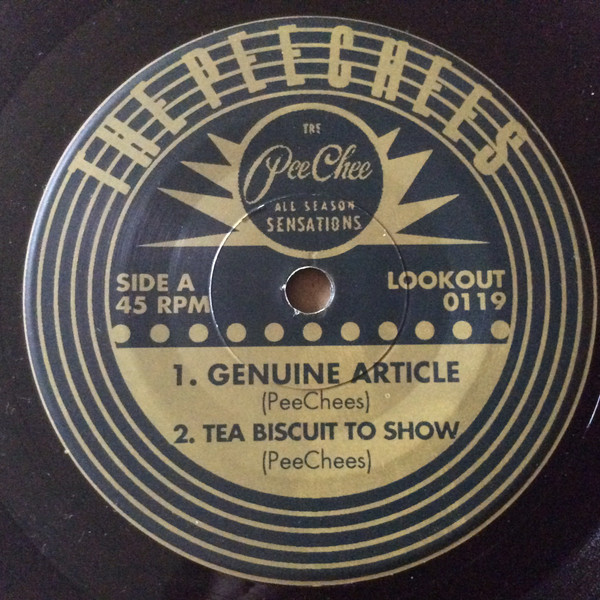 THE PEECHEES
THE
PeeChee
ALL SEASON
SENSATIONS
SIDE A
45 RPM
LOOKOUT
0119
1. GENUINE ARTICLE
(PeeChees)
2. TEA BISCUIT TO SHOW
(PeeChees)